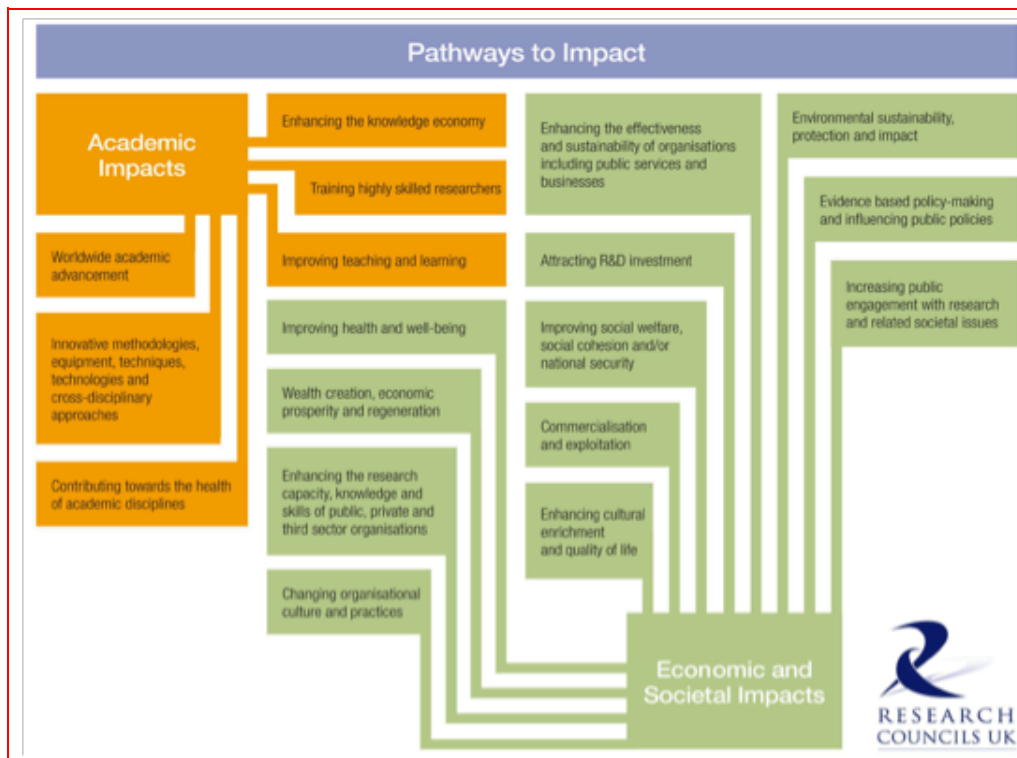 Pathways to Impact
Academic
Impacts
Worldwide academic
advancement
Innovative methodologies,
equipment, techniques,
technologies and
cross-disciplinary
approaches
Contributing towards the health
of academic disciplines
Enhancing the knowledge economy
Training highly skilled researchers
Improving teaching and learning
Improving health and well-being
Wealth creation, economic
prosperity and regeneration
Enhancing the research
capacity, knowledge and
skills of public, private and
third sector organisations
Changing organisational
culture and practices
Enhancing the effectiveness
and sustainability of organisations
including public services and
businesses
Attracting R&D investment
Improving social welfare,
social cohesion and/or
national security
Commercialisation
and exploitation
Enhancing cultural
enrichment
and quality of life
Environmental sustainability,
protection and impact
Evidence based policy-making
and influencing public policies
Increasing public
engagement with research
and related societal issues
Economic and
Societal Impacts
RESEARCH
COUNCILS UK